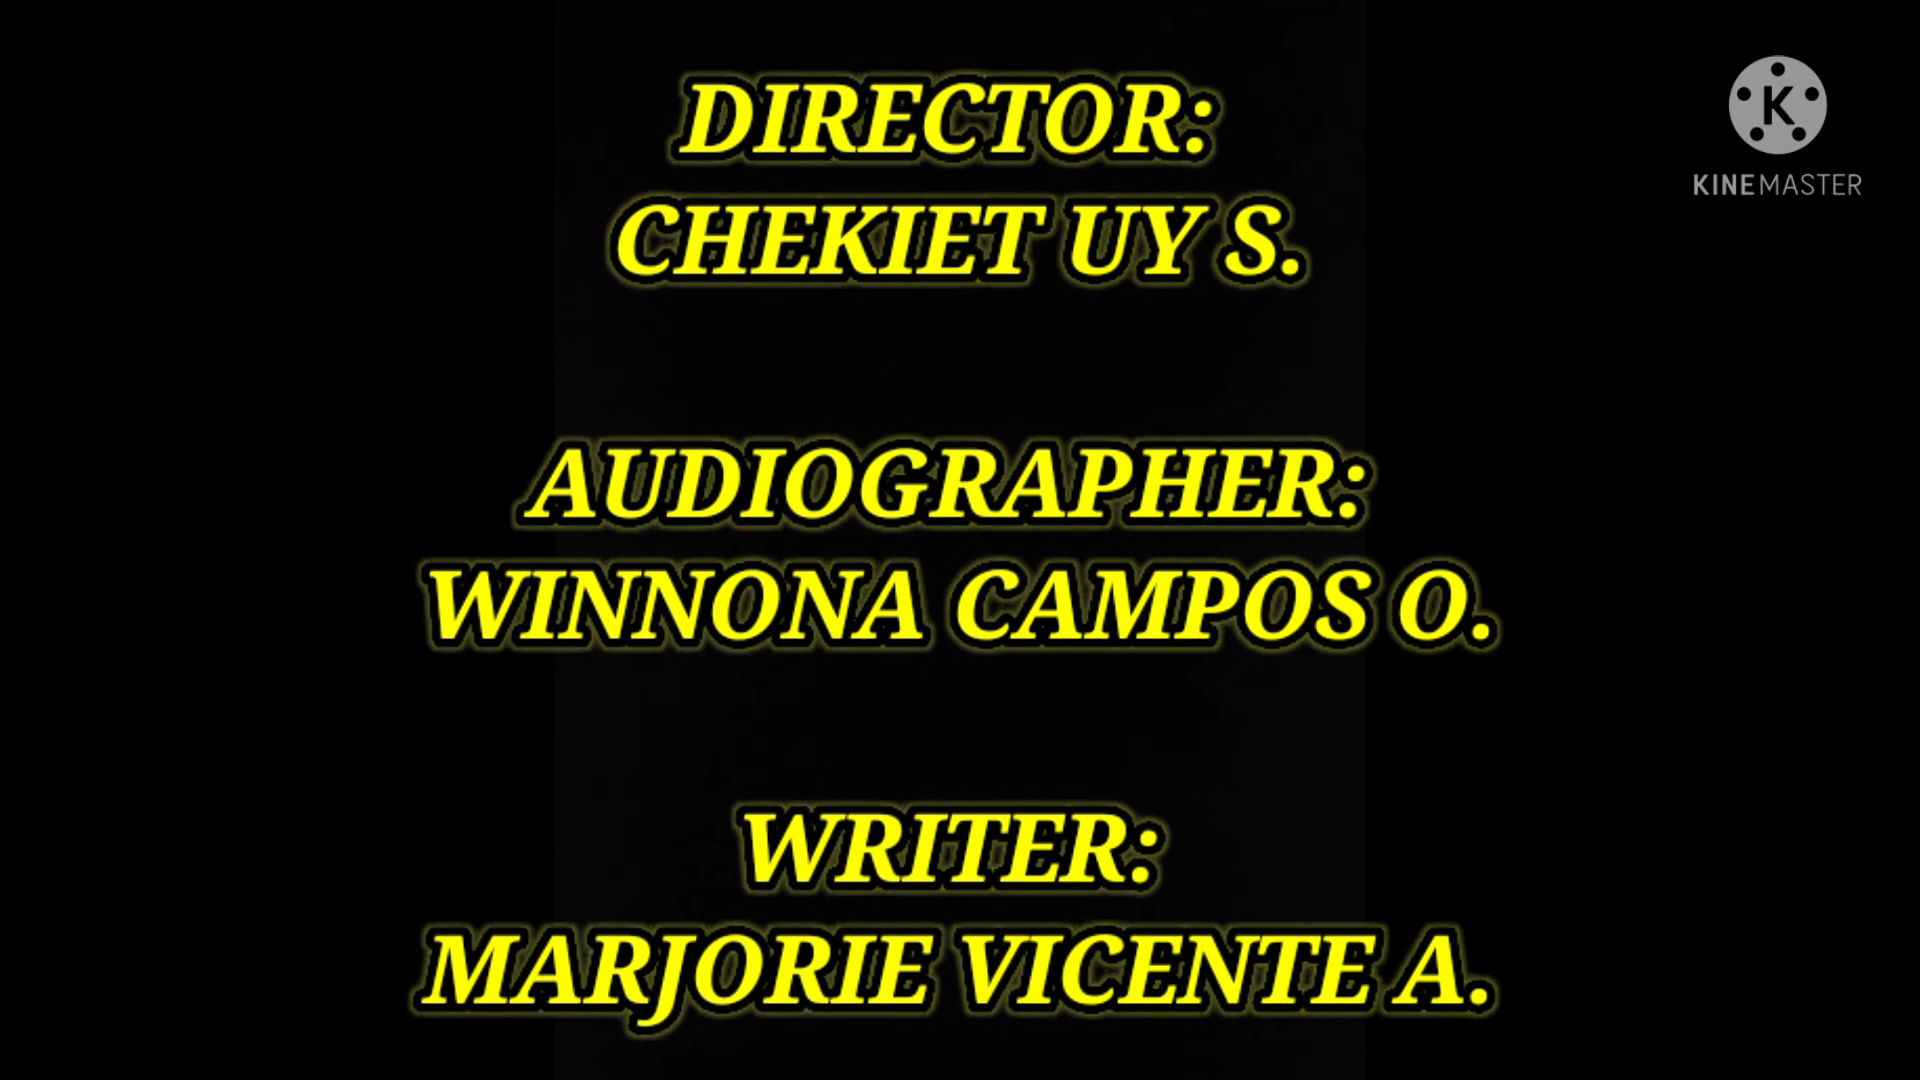 DIRECTOR:
CHEKIET UY S.
AUDIOGRAPHER:
WINNONA CAMPOS O.
WRITER:
MARJORIE VICENTE A.
K
KINEMASTER